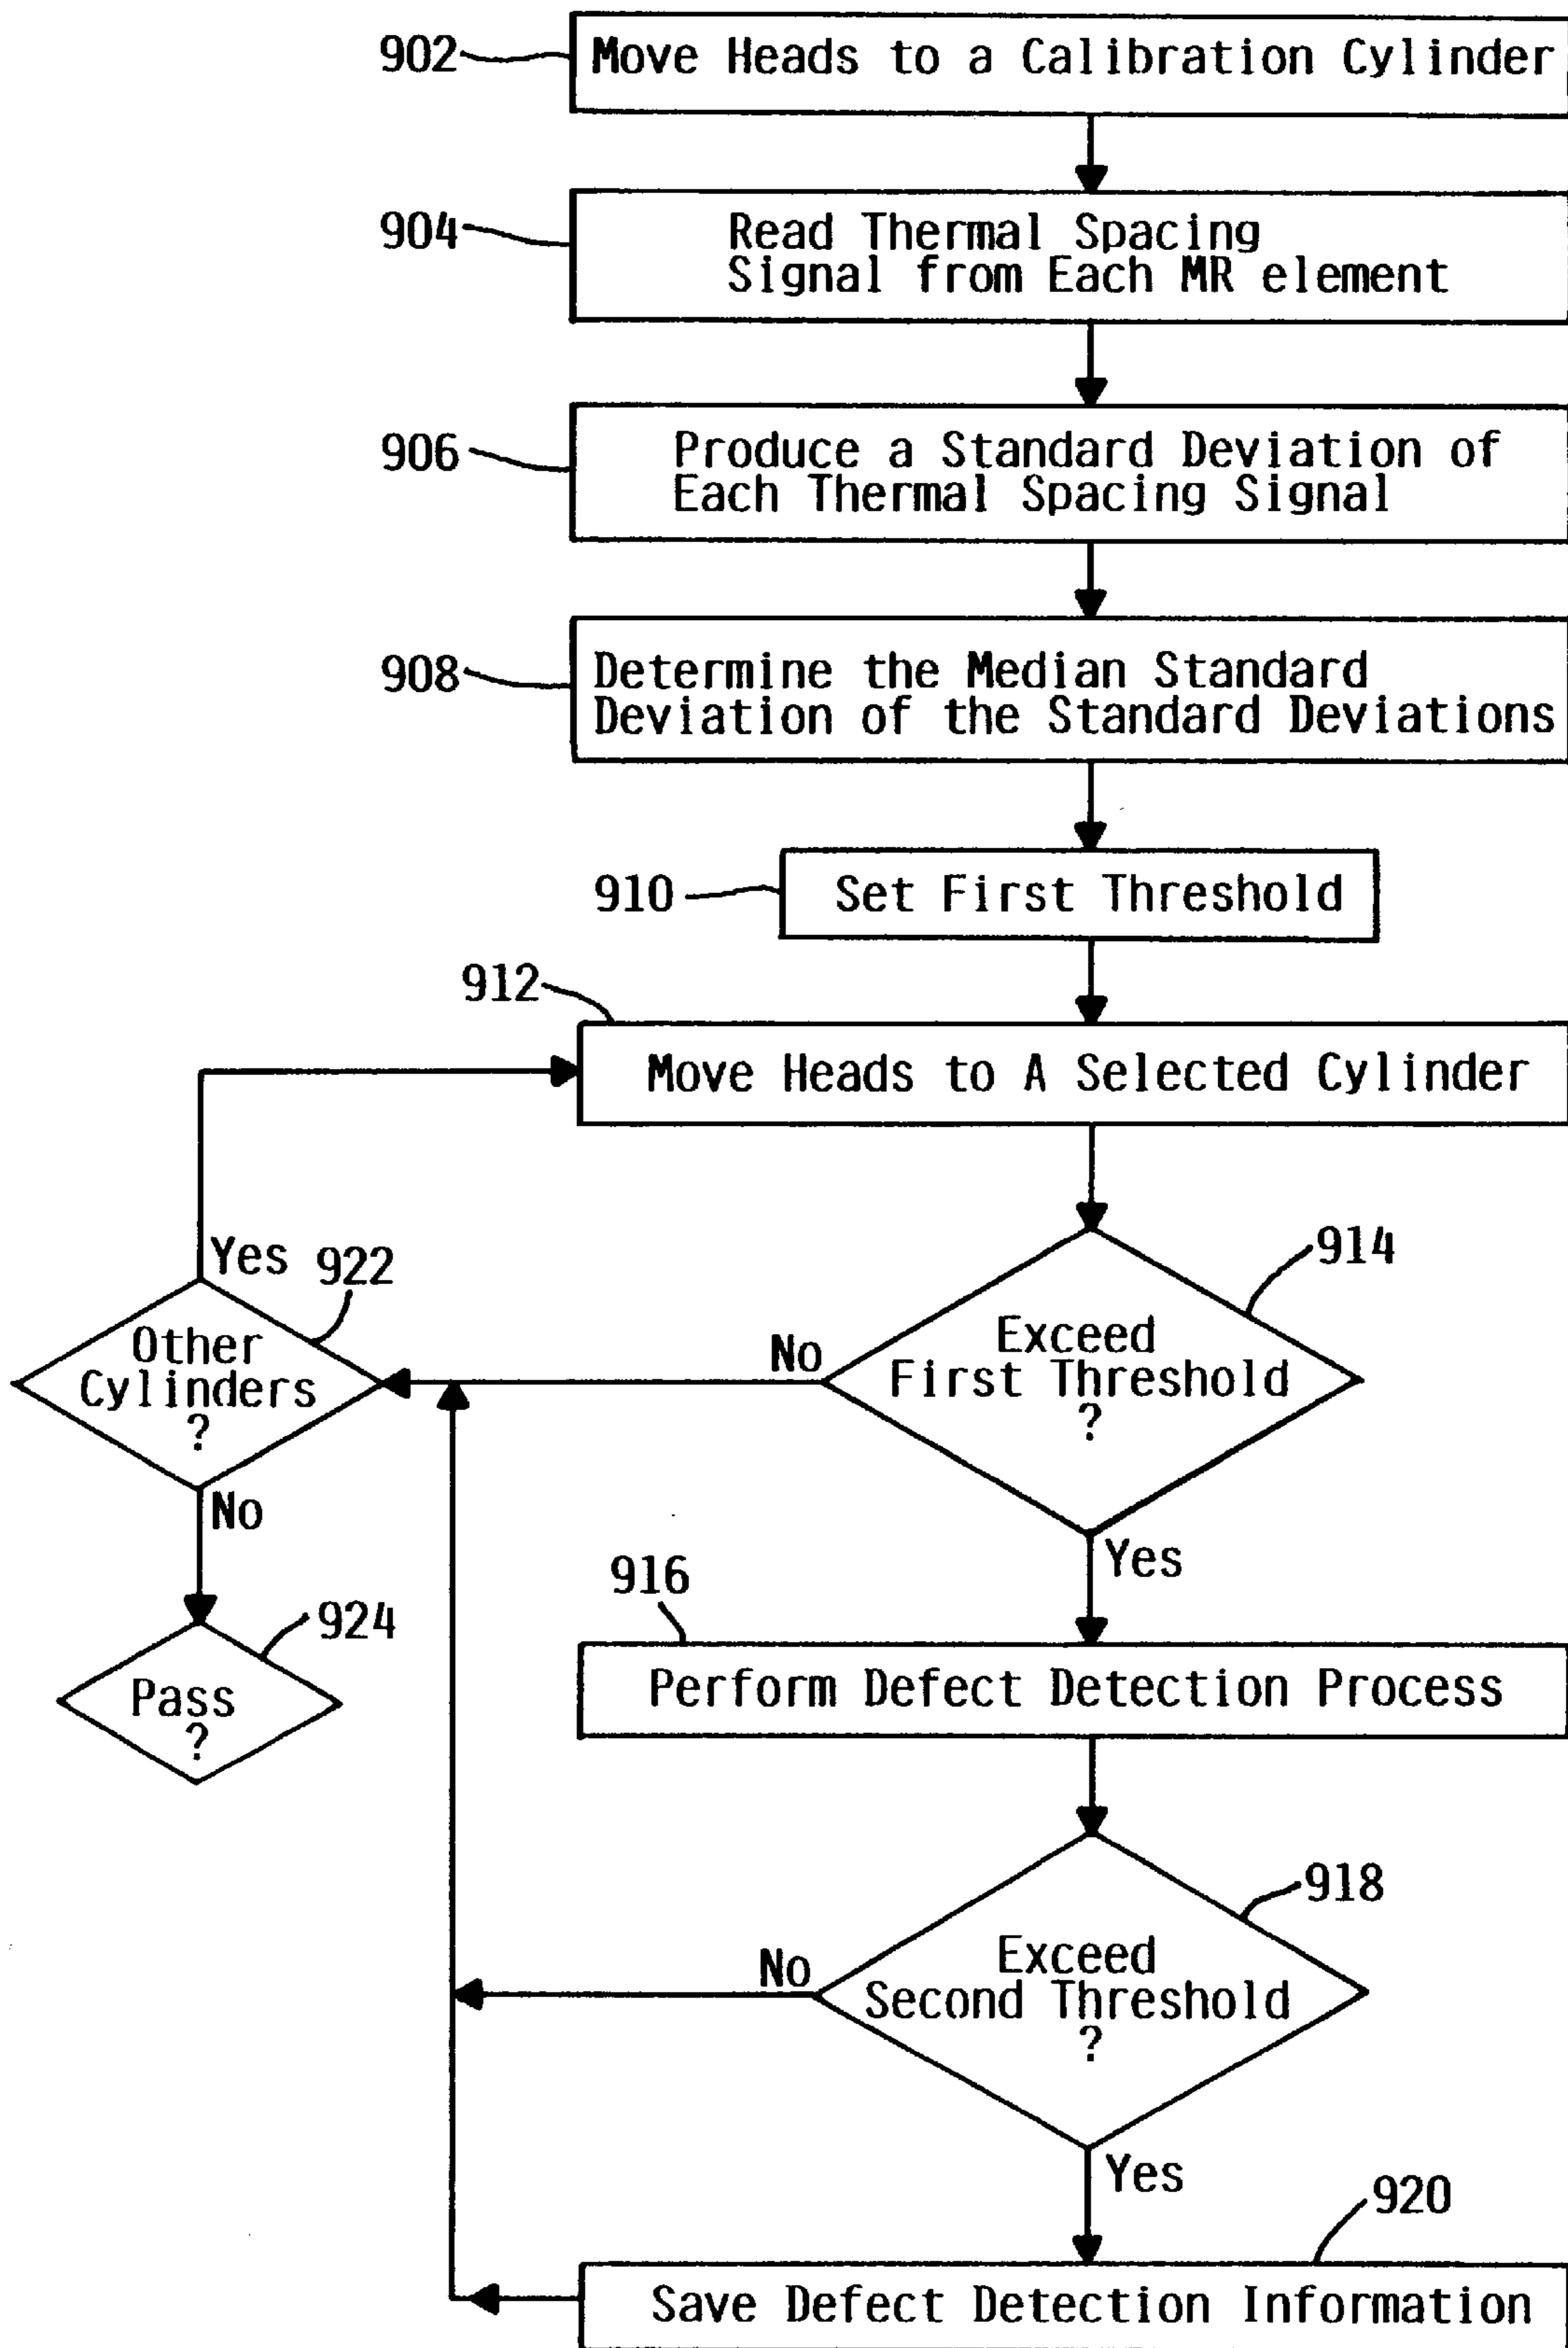 902
Move Heads to a Calibration Cylinder
904
Read Thermal Spacing
Signal from Each MR element
906
Produce a Standard Deviation of
Each Thermal Spacing Signal
908
Determine the Median Standard
Deviation of the Standard Deviations
910
Set First Threshold
912
Move Heads to A Selected Cylinder
914
Exceed
First Threshold
?
No
Yes
922
Other
Cylinders
?
Yes
No
924
Pass
?
916
Perform Defect Detection Process
918
Exceed
Second Threshold
?
No
Yes
920
Save Defect Detection Information